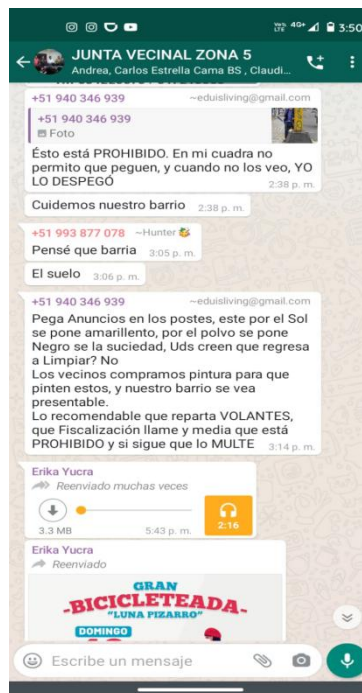 VoLTE 4G+ 3:50
JUNTA VECINAL ZONA 5
Andrea, Carlos Estrella Cama BS , Claudi...
+51 940 346 939 ~eduisliving@gmail.com
+51 940 346 939
Foto
Ésto está PROHIBIDO. En mi cuadra no
permito que peguen, y cuando no los veo, YO
LO DESPEGÓ
2:38 p. m.
Cuidemos nuestro barrio 2:38 p. m.
+51 993 877 078 ~Hunter
Pensé que barria 3:05 p. m.
El suelo 3:06 p. m.
+51 940 346 939 ~eduisliving@gmail.com
Pega Anuncios en los postes, este por el Sol
se pone amarillento, por el polvo se pone
Negro se la suciedad, Uds creen que regresa
a Limpiar? No
Los vecinos compramos pintura para que
pinten estos, y nuestro barrio se vea
presentable.
Lo recomendable que reparta VOLANTES,
que Fiscalización llame y media que está
PROHIBIDO y si sigue que lo MULTE 3:14 p. m.
Erika Yucra
Reenviado muchas veces
3.3 MB 5:43 p. m. 2:16
Erika Yucra
Reenviado
GRAN
-BICICLETEADA-
"LUNA PIZARRO"
DOMINGO
Escribe un mensaje